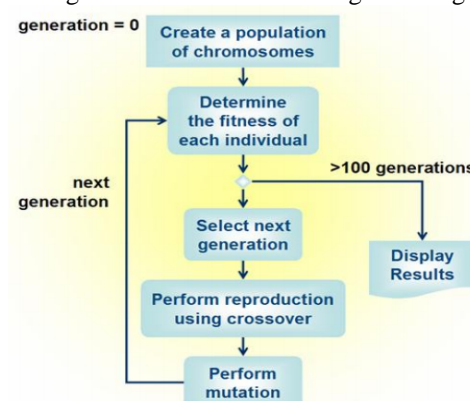 generation = 0
Create a population
of chromosomes
Determine
the fitness of
each individual
>100 generations
next
generation
Select next
generation
Display
Results
Perform reproduction
using crossover
Perform
mutation